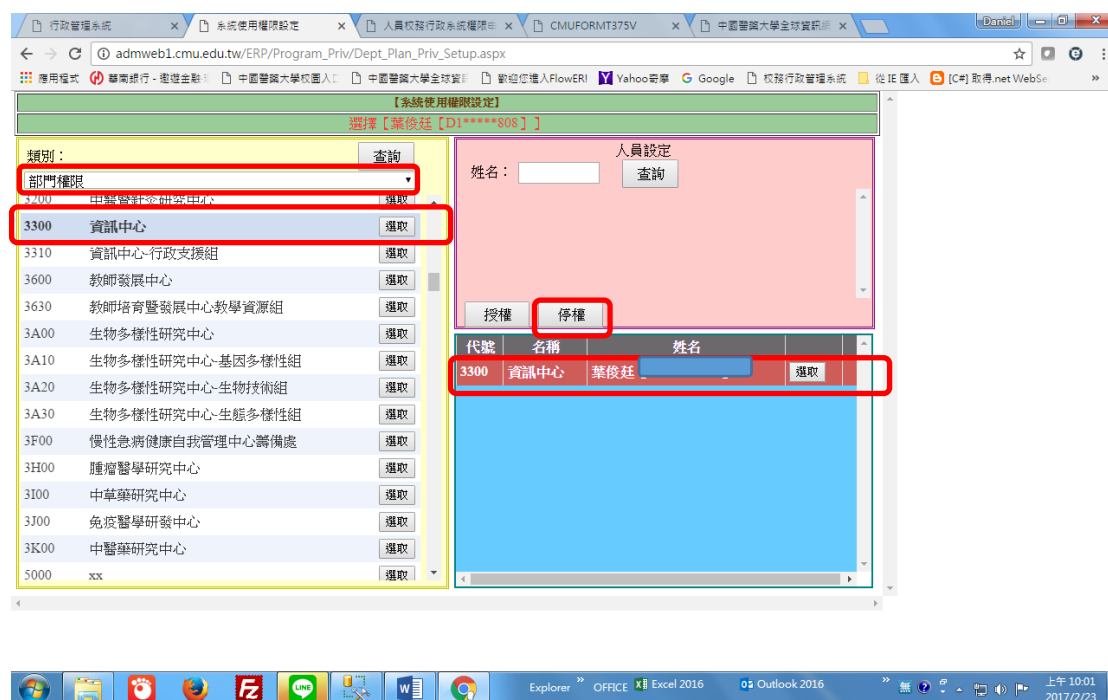 行政管理系統 系統使用權限設定 人員校務行政系統權限申 CMUFORMT375V 中國醫藥大學全球資訊網 Daniel
admweb1.cmu.edu.tw/ERP/Program_Priv/Dept_Plan_Priv_Setup.aspx
應用程式 華南銀行 - 遨遊金融 中國醫藥大學校園入口 中國醫藥大學全球資訊 歡迎您進入FlowER! Yahoo奇摩 Google 校務行政管理系統 從 IE 匯入 [C#] 取得.net WebSe »
【系統使用權限設定】
選擇【葉俊廷【D1*****808】】
類別： 查詢
部門權限
3200 中醫暨針灸研究中心 選取
3300 資訊中心 選取
3310 資訊中心-行政支援組 選取
3600 教師發展中心 選取
3630 教師培育暨發展中心教學資源組 選取
3A00 生物多樣性研究中心 選取
3A10 生物多樣性研究中心-基因多樣性組 選取
3A20 生物多樣性研究中心-生物技術組 選取
3A30 生物多樣性研究中心-生態多樣性組 選取
3F00 慢性急病健康自我管理中心籌備處 選取
3H00 腫瘤醫學研究中心 選取
3I00 中草藥研究中心 選取
3J00 免疫醫學研發中心 選取
3K00 中醫藥研究中心 選取
5000 xx 選取
人員設定
姓名： 查詢
授權 停權
代號 名稱 姓名
3300 資訊中心 葉俊廷 選取
Explorer » OFFICE Excel 2016 Outlook 2016 » 上午 10:01
2017/2/23